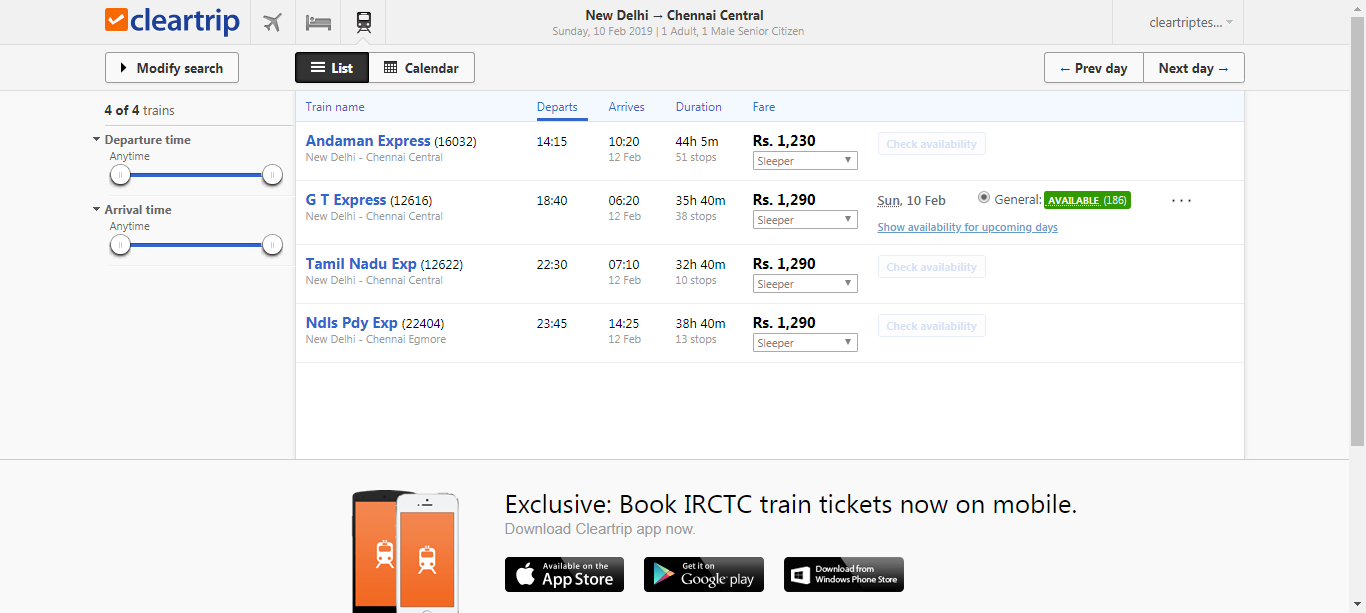 cleartrip
New Delhi → Chennai Central
Sunday, 10 Feb 2019 | 1 Adult, 1 Male Senior Citizen
cleartriptes...
Modify search
List
Calendar
← Prev day
Next day →
4 of 4 trains
Departure time
Anytime
Arrival time
Anytime
Train name Departs Arrives Duration Fare
Andaman Express (16032) 14:15 10:20 44h 5m Rs. 1,230 Check availability
New Delhi - Chennai Central 12 Feb 51 stops Sleeper
G T Express (12616) 18:40 06:20 35h 40m Rs. 1,290 Sun, 10 Feb General: AVAILABLE (186) ...
New Delhi - Chennai Central 12 Feb 38 stops Sleeper Show availability for upcoming days
Tamil Nadu Exp (12622) 22:30 07:10 32h 40m Rs. 1,290 Check availability
New Delhi - Chennai Central 12 Feb 10 stops Sleeper
Ndls Pdy Exp (22404) 23:45 14:25 38h 40m Rs. 1,290 Check availability
New Delhi - Chennai Egmore 12 Feb 13 stops Sleeper
Exclusive: Book IRCTC train tickets now on mobile.
Download Cleartrip app now.
Available on the
App Store
Get it on
Google play
Download from
Windows Phone Store